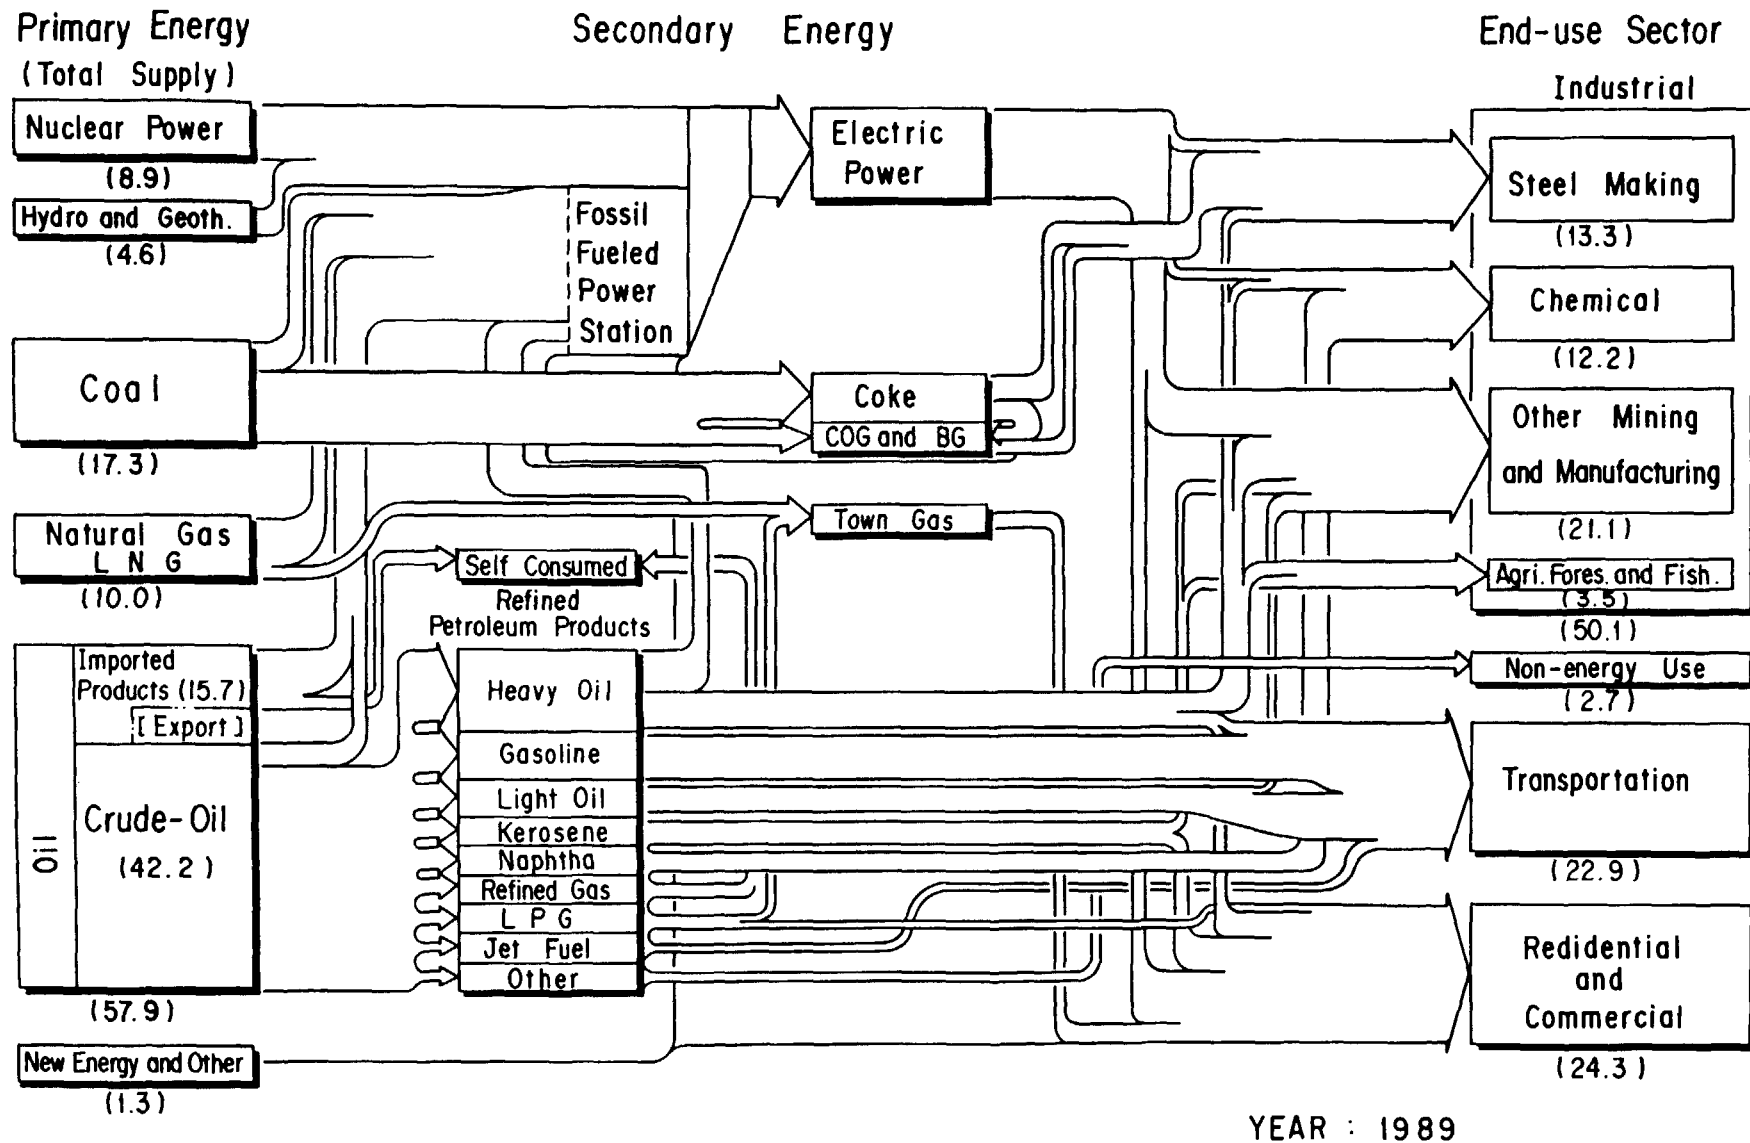 Primary Energy
(Total Supply)
Secondary Energy
End-use Sector
Industrial
Nuclear Power
(8.9)
Hydro and Geoth.
(4.6)
Coal
(17.3)
Natural Gas
L N G
(10.0)
Oil
Imported
Products (15.7)
[ Export ]
Crude-Oil
(42.2)
(57.9)
New Energy and Other
(1.3)
Fossil
Fueled
Power
Station
Self Consumed
Refined
Petroleum Products
Heavy Oil
Gasoline
Light Oil
Kerosene
Naphtha
Refined Gas
L P G
Jet Fuel
Other
Electric
Power
Coke
COG and BG
Town Gas
Steel Making
(13.3)
Chemical
(12.2)
Other Mining
and Manufacturing
(21.1)
Agri. Fores. and Fish.
(3.5)
(50.1)
Non-energy Use
(2.7)
Transportation
(22.9)
Redidential
and
Commercial
(24.3)
YEAR : 1989